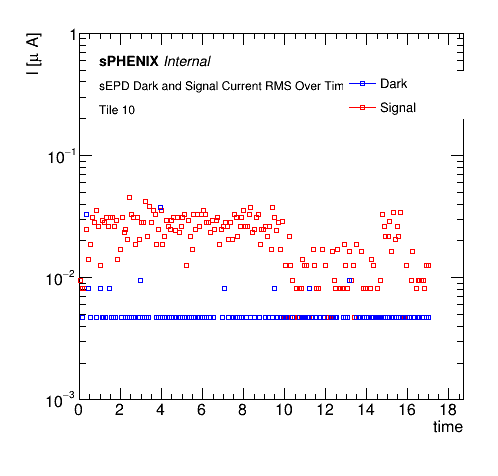 I [μ A]
1
sPHENIX Internal
sEPD Dark and Signal Current RMS Over Tim
Dark
Tile 10
Signal
10⁻¹
10⁻²
10⁻³
0 2 4 6 8 10 12 14 16 18
time